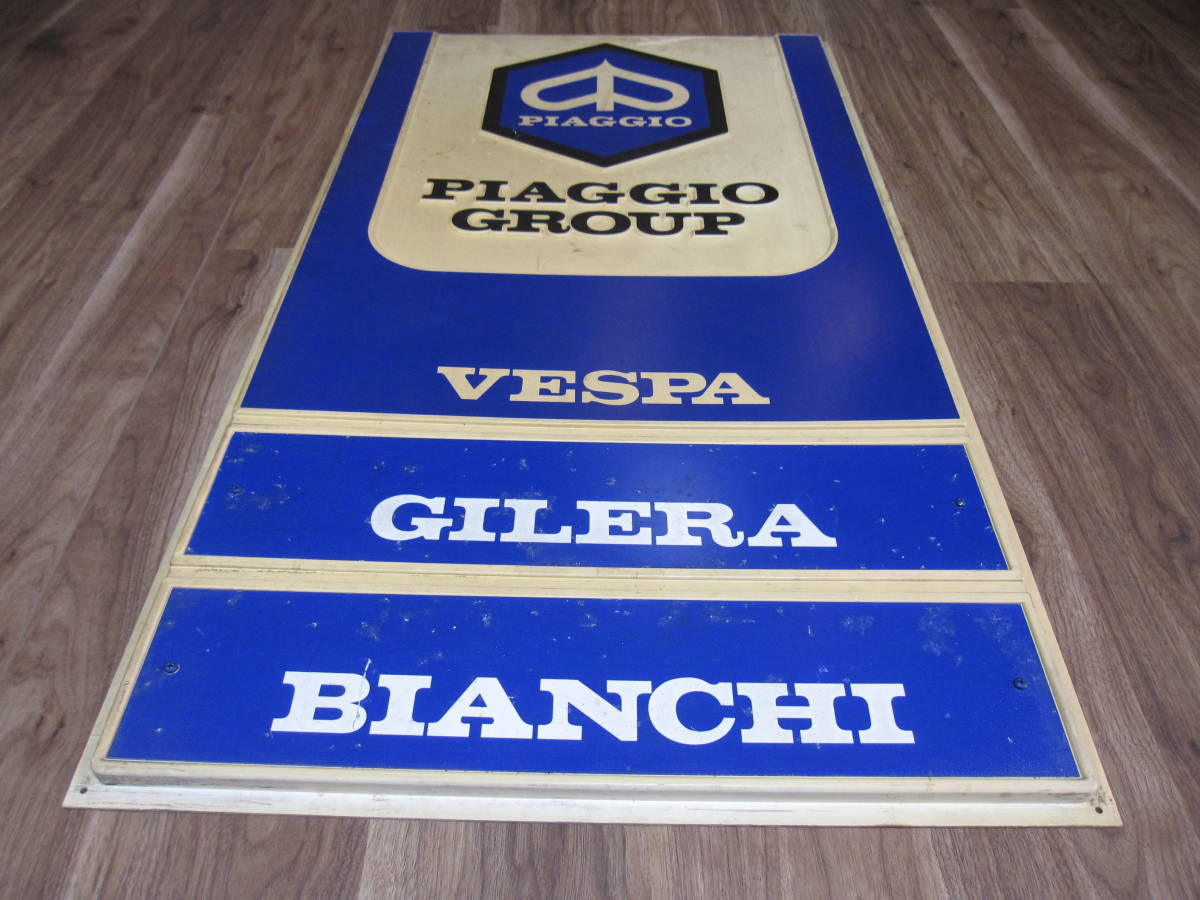 PIAGGIO
PIAGGIO
GROUP
VESPA
GILERA
BIANCHI